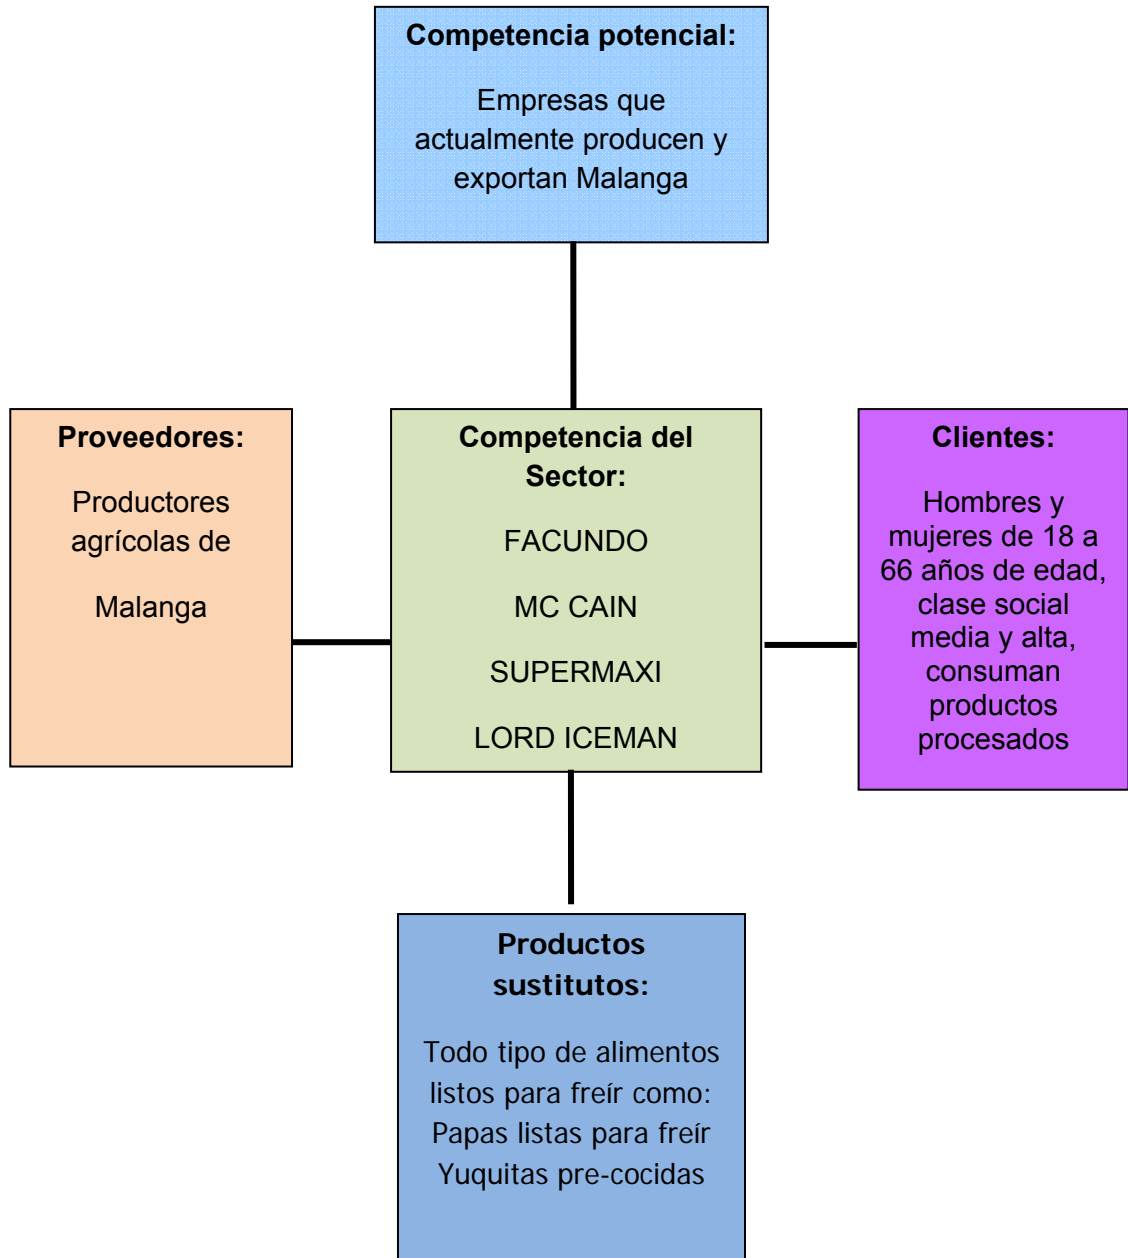 Competencia potencial:
Empresas que
actualmente producen y
exportan Malanga
Proveedores:
Productores
agrícolas de
Malanga
Competencia del
Sector:
FACUNDO
MC CAIN
SUPERMAXI
LORD ICEMAN
Clientes:
Hombres y
mujeres de 18 a
66 años de edad,
clase social
media y alta,
consuman
productos
procesados
Productos
sustitutos:
Todo tipo de alimentos
listos para freír como:
Papas listas para freír
Yuquitas pre-cocidas